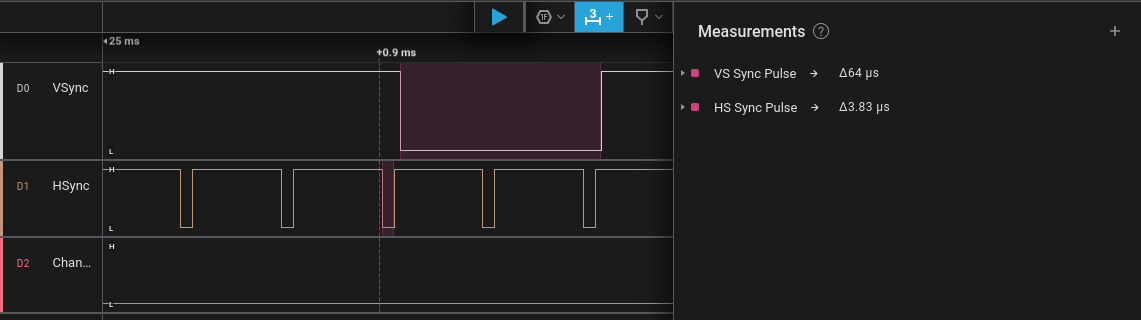 1F
3 +
Measurements ?
+
25 ms
+0.9 ms
D0 VSync
H
L
VS Sync Pulse → Δ64 μs
HS Sync Pulse → Δ3.83 μs
D1 HSync
H
L
D2 Chan...
H
L